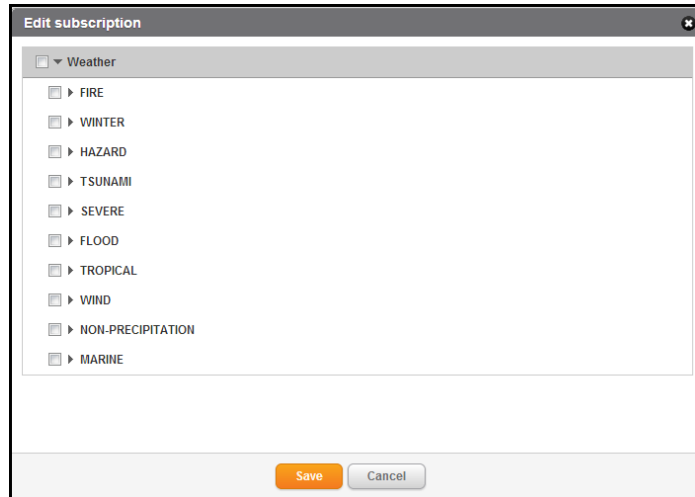 Edit subscription
Weather
FIRE
WINTER
HAZARD
TSUNAMI
SEVERE
FLOOD
TROPICAL
WIND
NON-PRECIPITATION
MARINE
Save Cancel